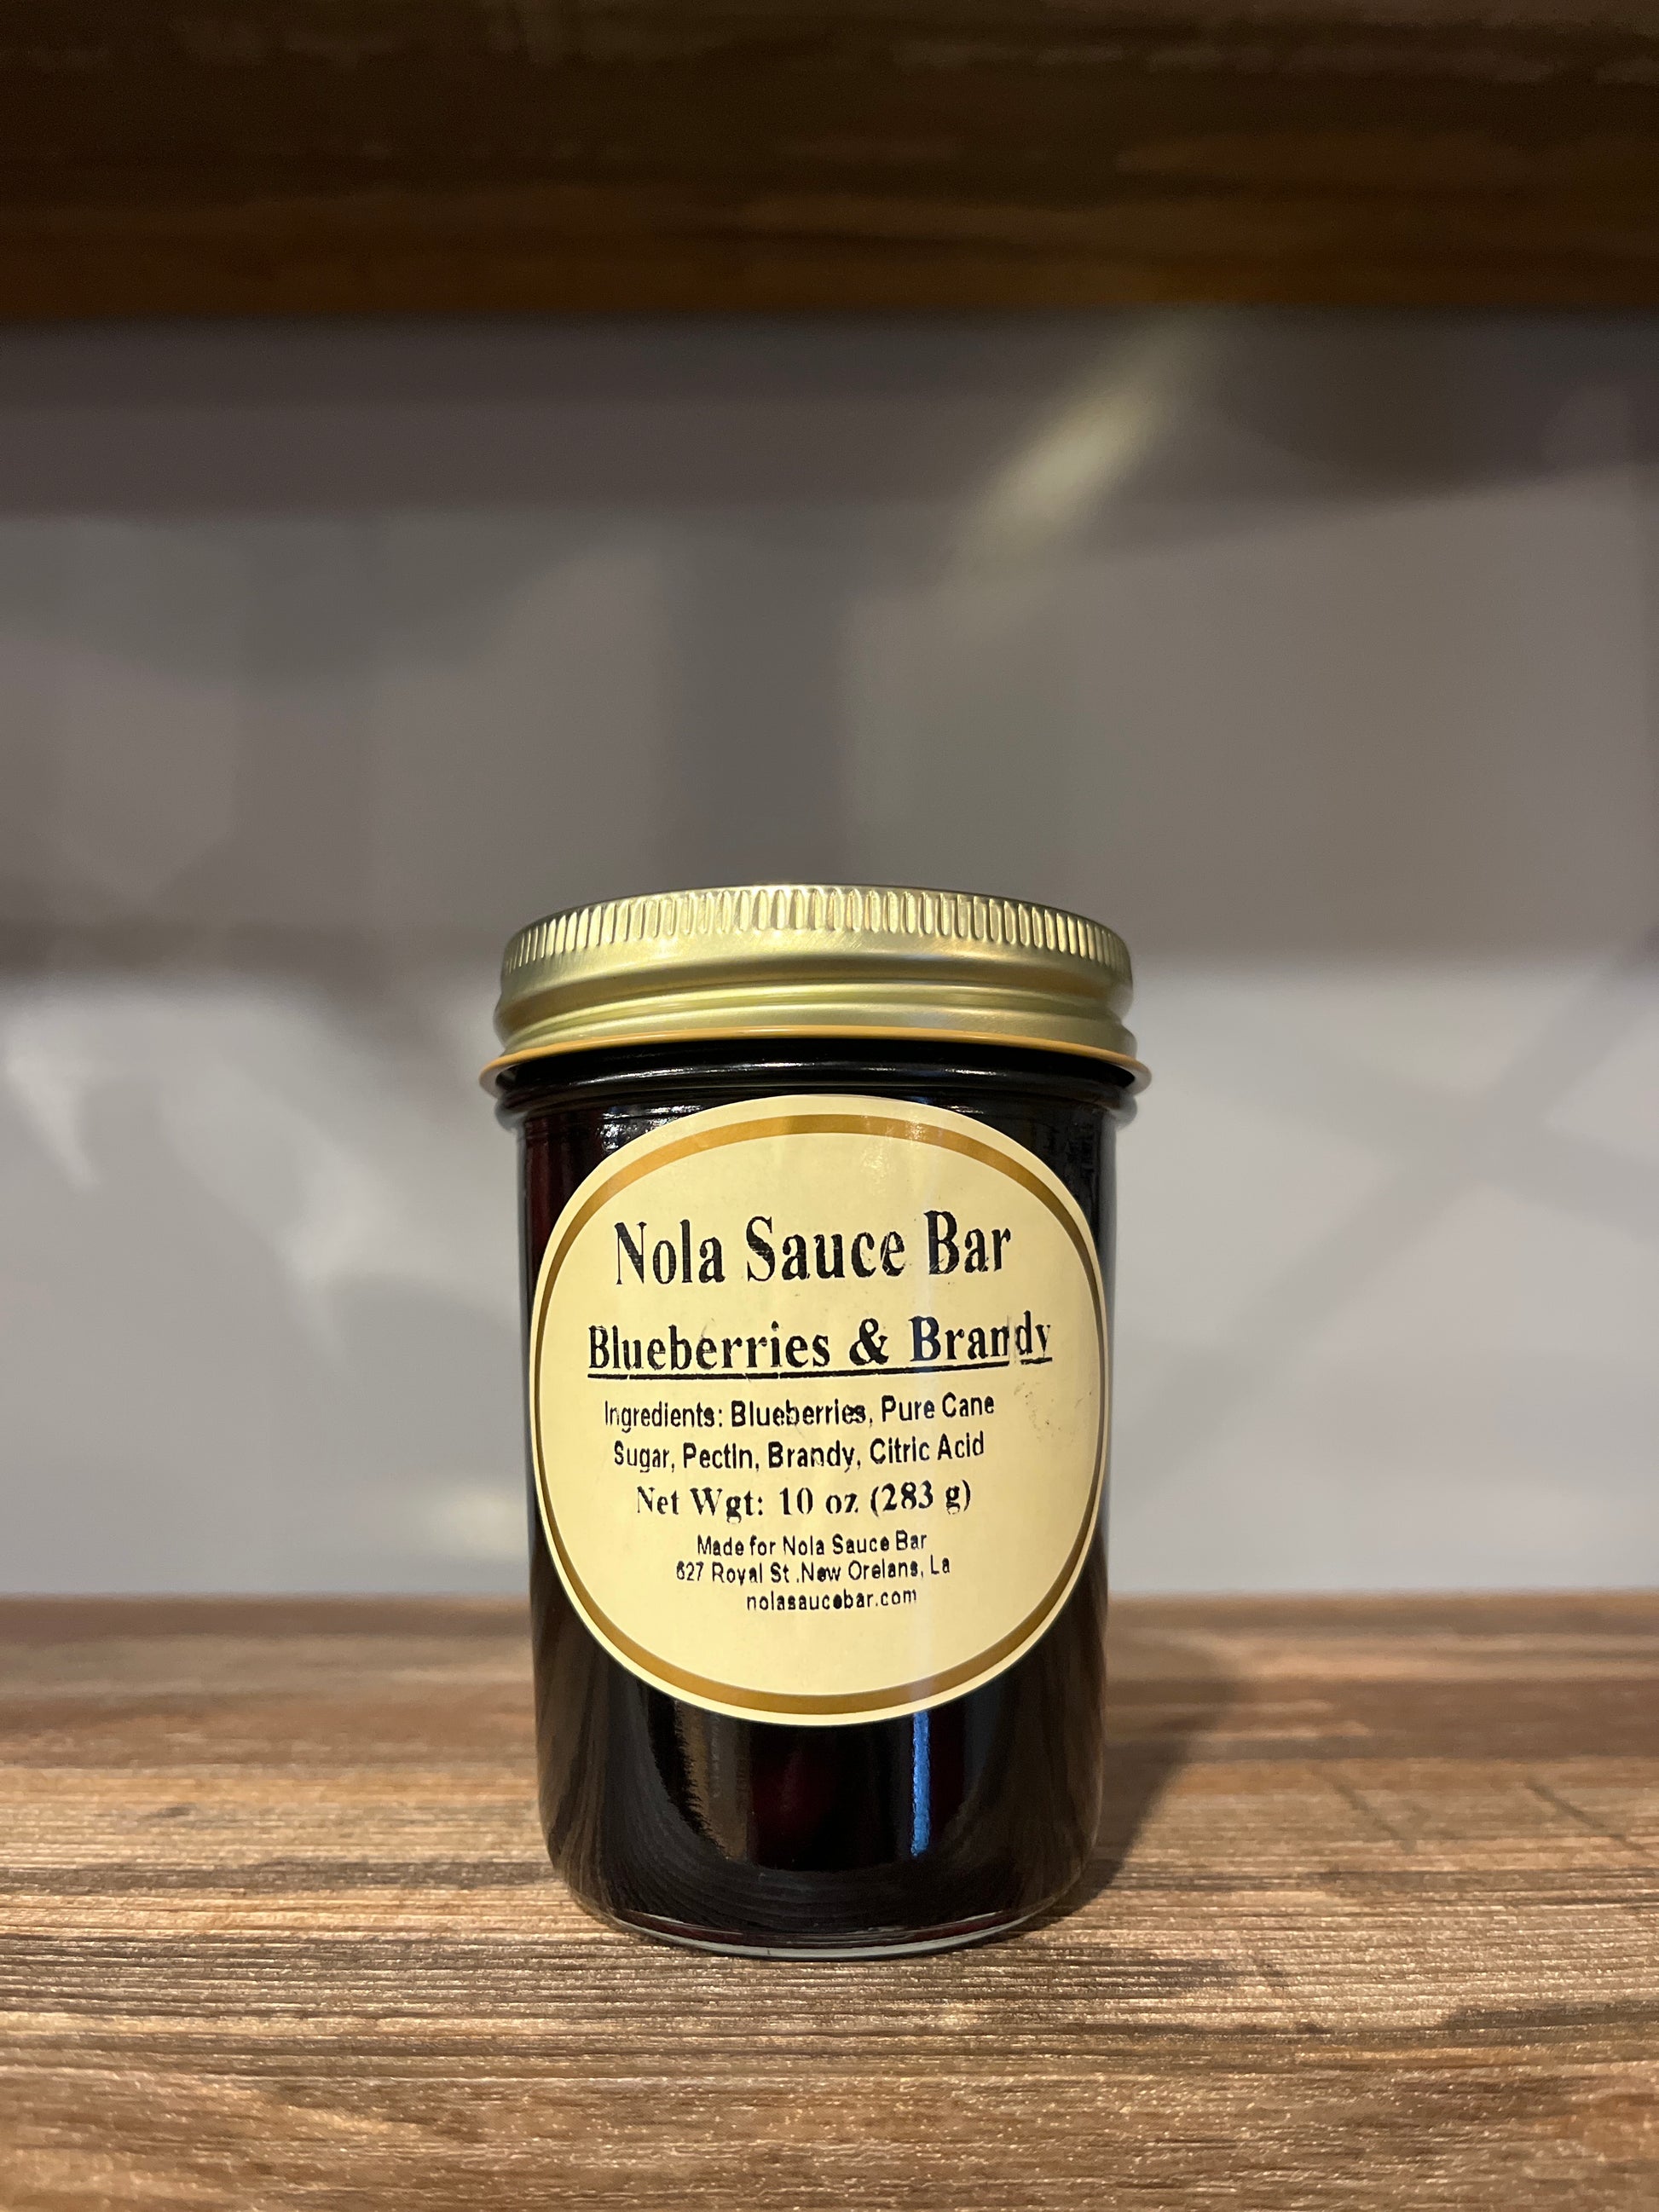 Nola Sauce Bar
Blueberries & Brandy
Ingredients: Blueberries, Pure Cane
Sugar, Pectin, Brandy, Citric Acid
Net Wgt: 10 oz (283 g)
Made for Nola Sauce Bar
627 Royal St .New Orelans, La
nolasaucebar.com